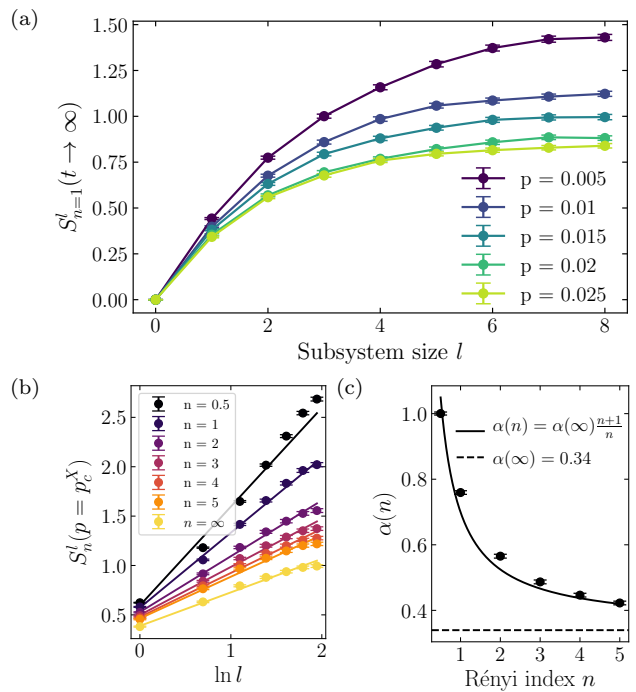 (a)
1.50
1.25
1.00
0.75
0.50
0.25
0.00
S^l_{n=1}(t → ∞)
p = 0.005
p = 0.01
p = 0.015
p = 0.02
p = 0.025
0 2 4 6 8
Subsystem size l
(b)
2.5
2.0
1.5
1.0
0.5
S^l_n(p = p^X_c)
n = 0.5
n = 1
n = 2
n = 3
n = 4
n = 5
n = ∞
0 1 2
ln l
(c)
1.0
0.8
0.6
0.4
α(n)
α(n) = α(∞) \frac{n+1}{n}
α(∞) = 0.34
1 2 3 4 5
Rényi index n